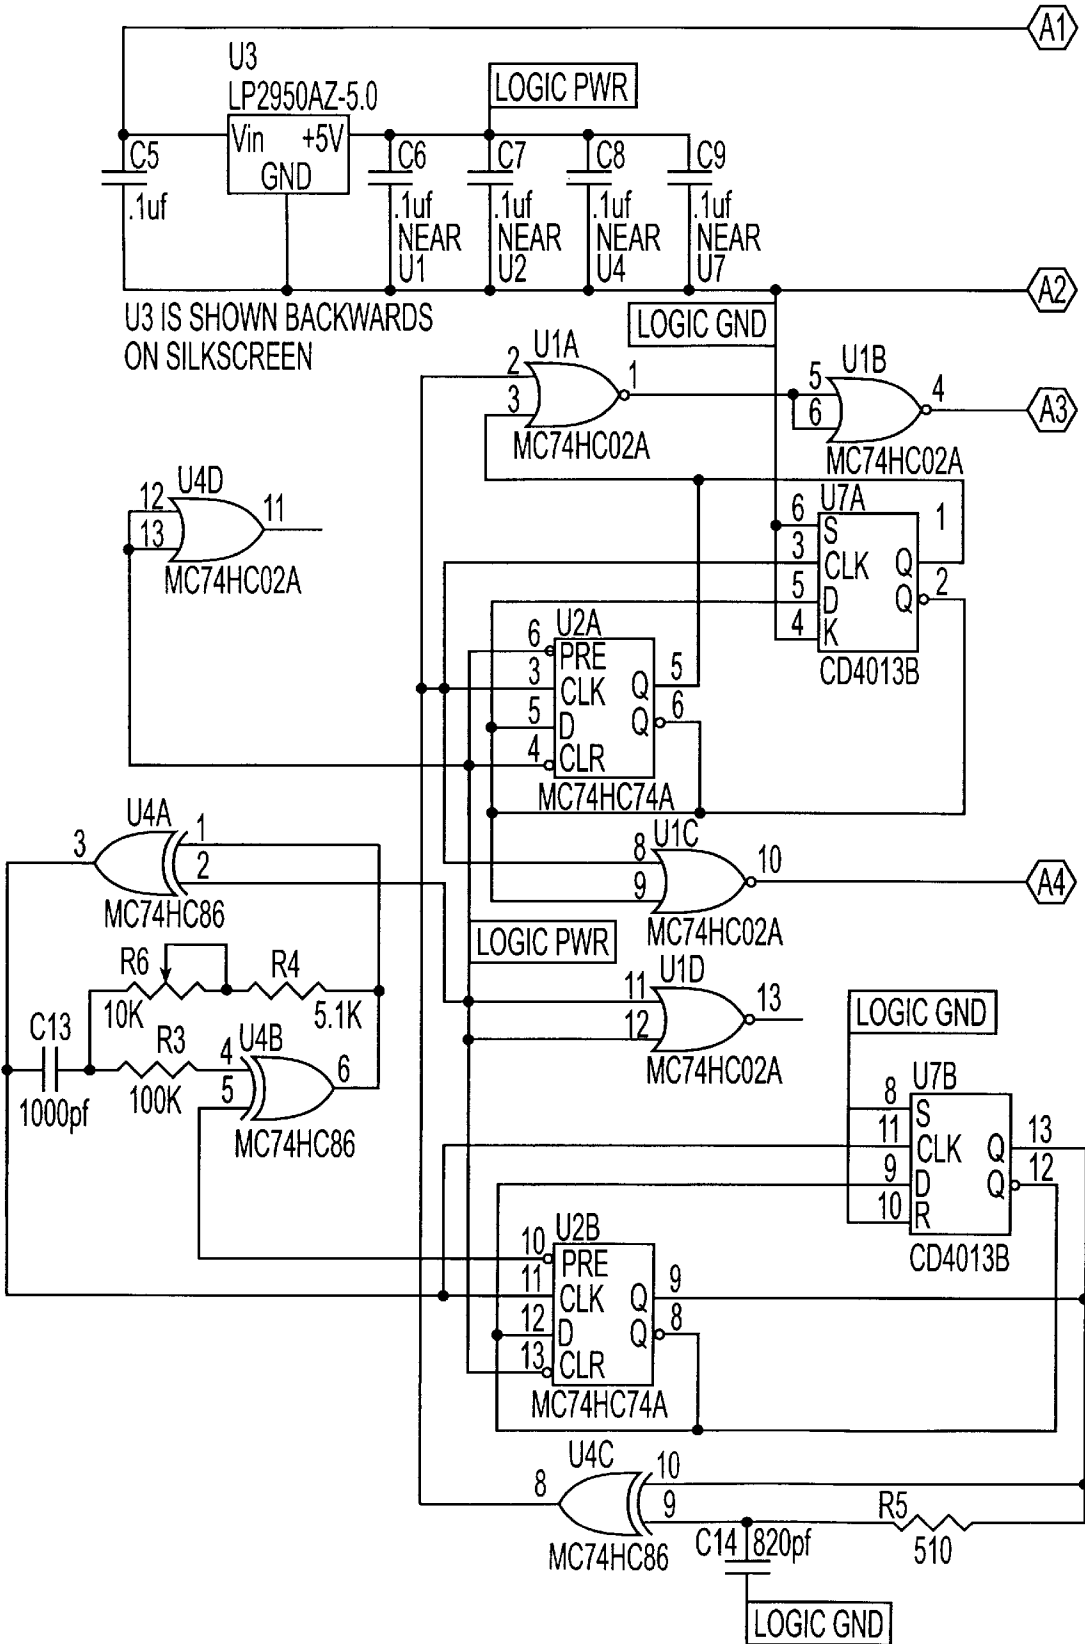 A1
U3
LP2950AZ-5.0
LOGIC PWR
Vin +5V
GND
C5
.1uf
C6
.1uf
NEAR
U1
C7
.1uf
NEAR
U2
C8
.1uf
NEAR
U4
C9
.1uf
NEAR
U7
A2
U3 IS SHOWN BACKWARDS
ON SILKSCREEN
LOGIC GND
U1A
2
3
1
MC74HC02A
U1B
5
6
4
MC74HC02A
A3
U4D
12
13
11
MC74HC02A
U7A
6 S
3 CLK
5 D
4 K
Q 1
Q 2
CD4013B
U2A
6 PRE
3 CLK
5 D
4 CLR
Q 5
Q 6
MC74HC74A
U4A
3
1
2
MC74HC86
U1C
8
9
10
MC74HC02A
A4
LOGIC PWR
R6
10K
R4
5.1K
U1D
11
12
13
MC74HC02A
C13
1000pf
R3
100K
U4B
4
5
6
MC74HC86
LOGIC GND
U7B
8 S
11 CLK
9 D
10 R
Q 13
Q 12
CD4013B
U2B
10 PRE
11 CLK
12 D
13 CLR
Q 9
Q 8
MC74HC74A
U4C
8
10
9
MC74HC86
R5
510
C14 820pf
LOGIC GND